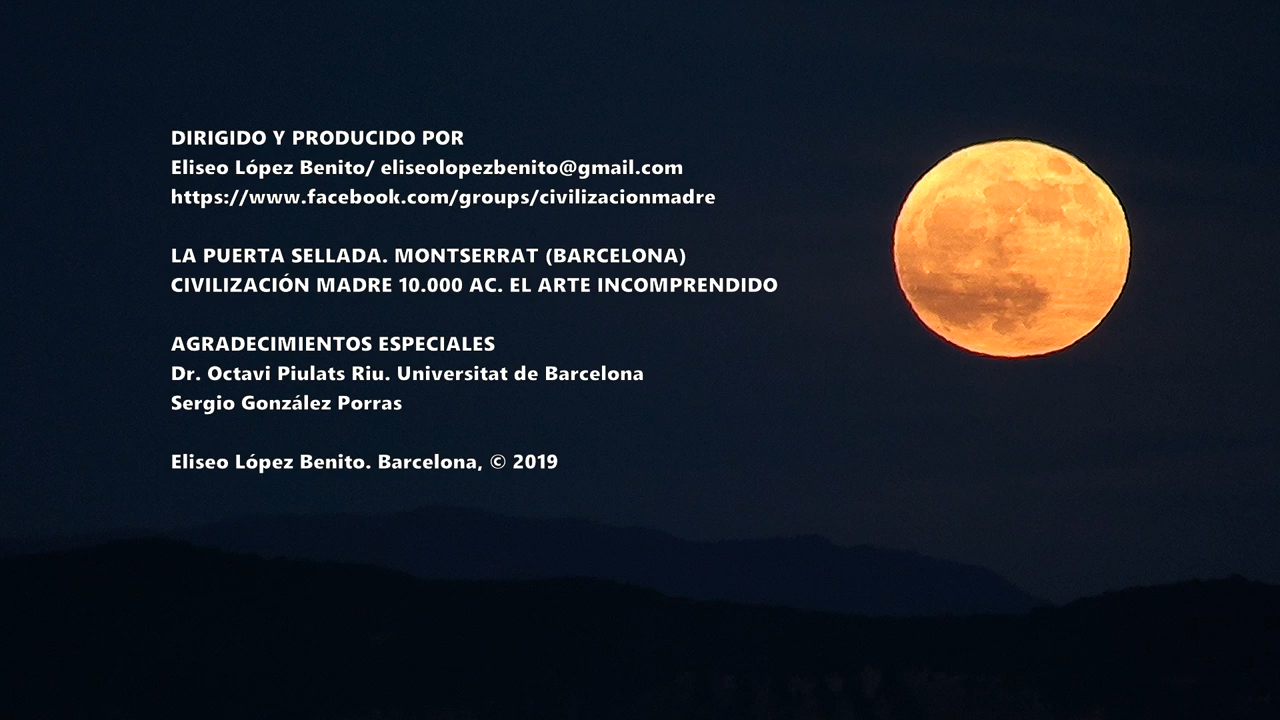 DIRIGIDO Y PRODUCIDO POR
Eliseo López Benito/ eliseolopezbenito@gmail.com
https://www.facebook.com/groups/civilizacionmadre
LA PUERTA SELLADA. MONTSERRAT (BARCELONA)
CIVILIZACIÓN MADRE 10.000 AC. EL ARTE INCOMPRENDIDO
AGRADECIMIENTOS ESPECIALES
Dr. Octavi Piulats Riu. Universitat de Barcelona
Sergio González Porras
Eliseo López Benito. Barcelona, © 2019